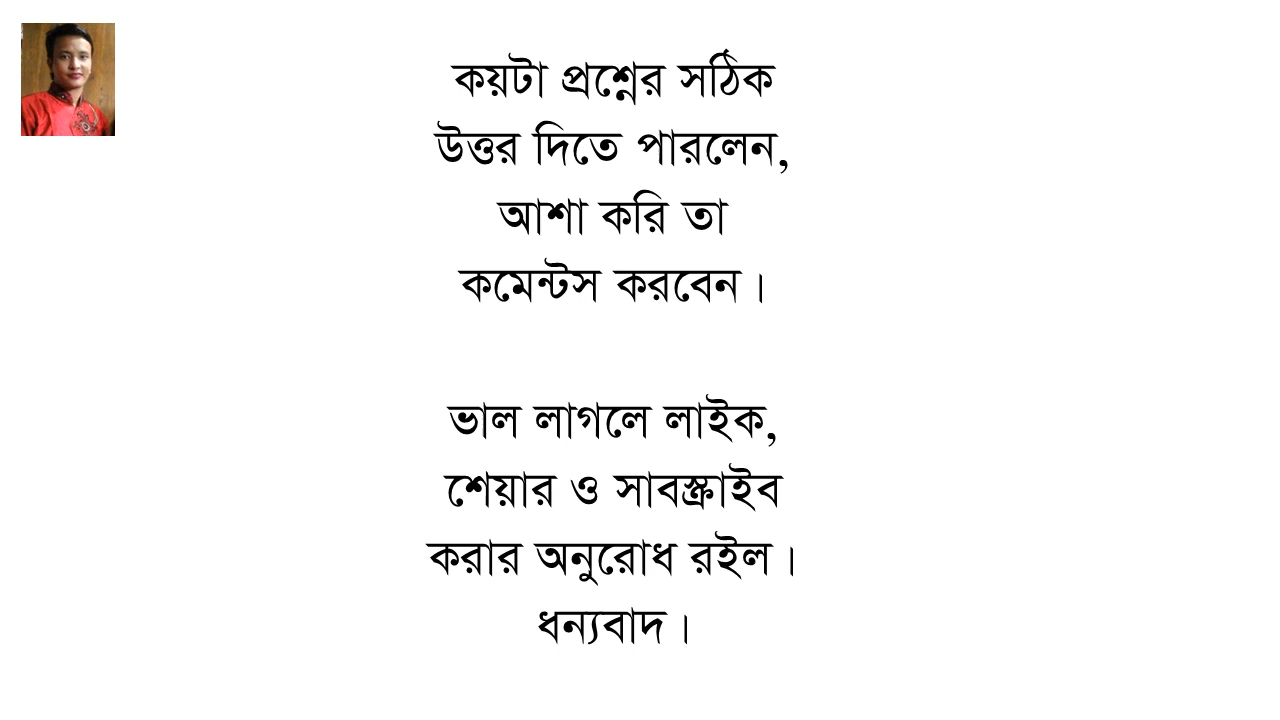 কয়টা প্রশ্নের সঠিক
উত্তর দিতে পারলেন,
আশা করি তা
কমেন্টস করবেন।
ভাল লাগলে লাইক,
শেয়ার ও সাবস্ক্রাইব
করার অনুরোধ রইল।
ধন্যবাদ।